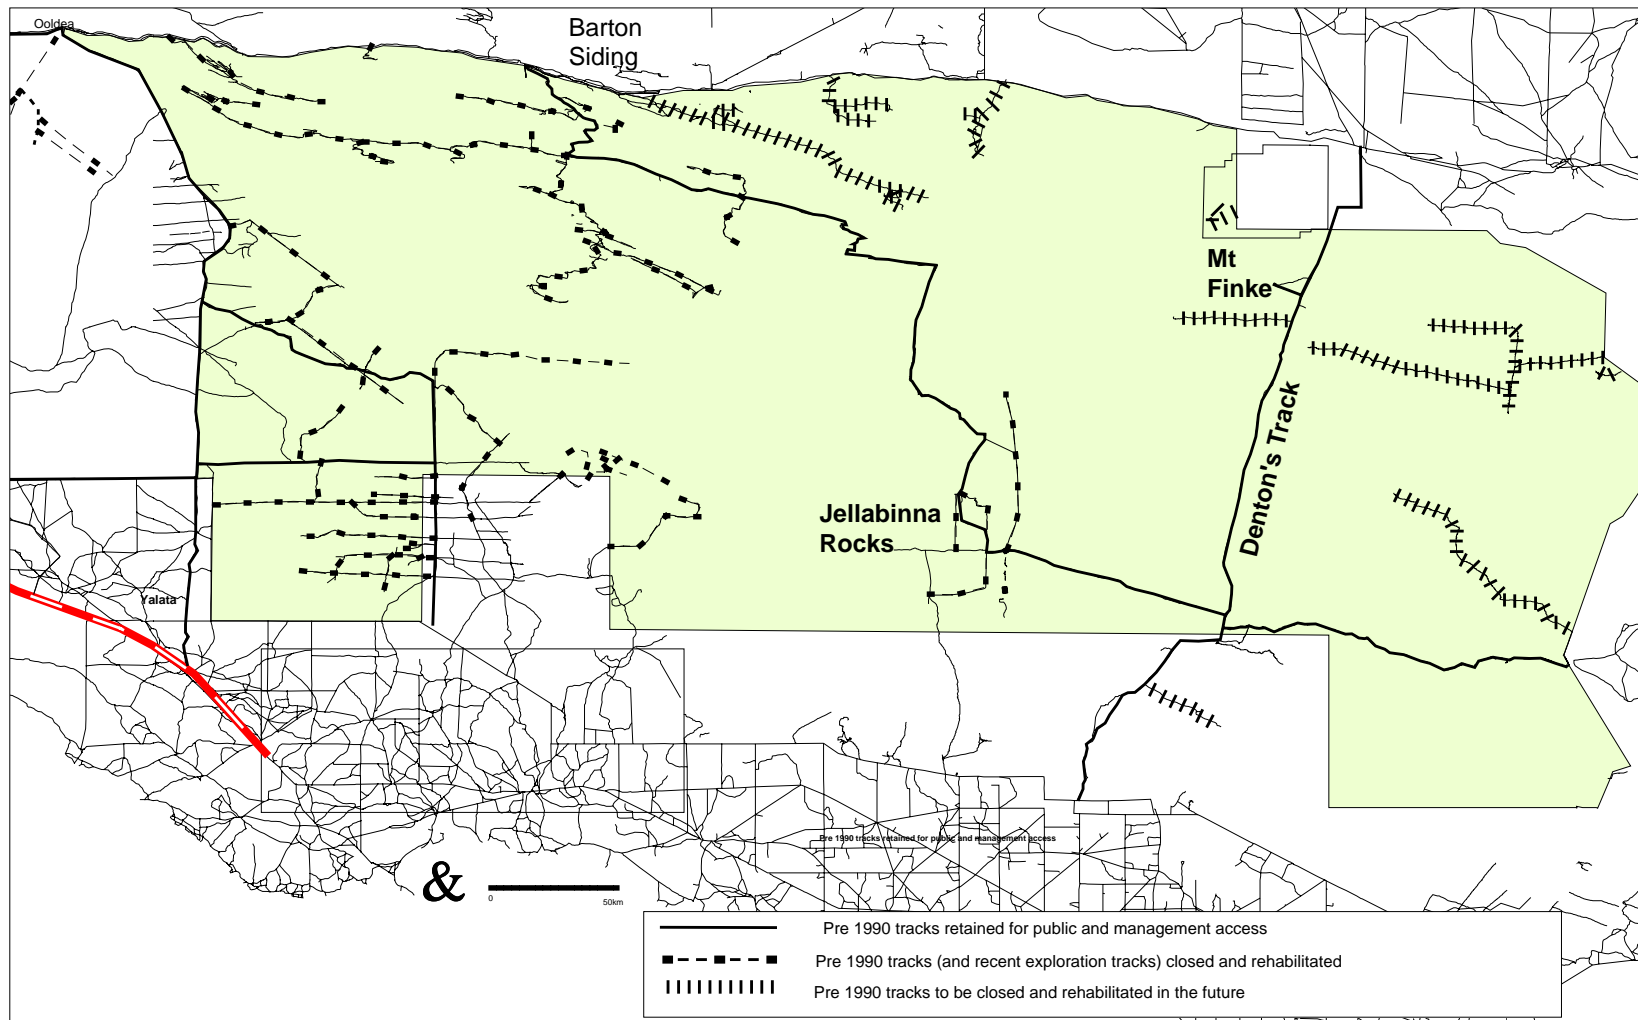 Ooldea
Barton
Siding
Mt
Finke
Denton's Track
Jellabinna
Rocks
Yalata
Pre 1990 tracks retained for public and management access
&
0 50km
Pre 1990 tracks retained for public and management access
Pre 1990 tracks (and recent exploration tracks) closed and rehabilitated
Pre 1990 tracks to be closed and rehabilitated in the future